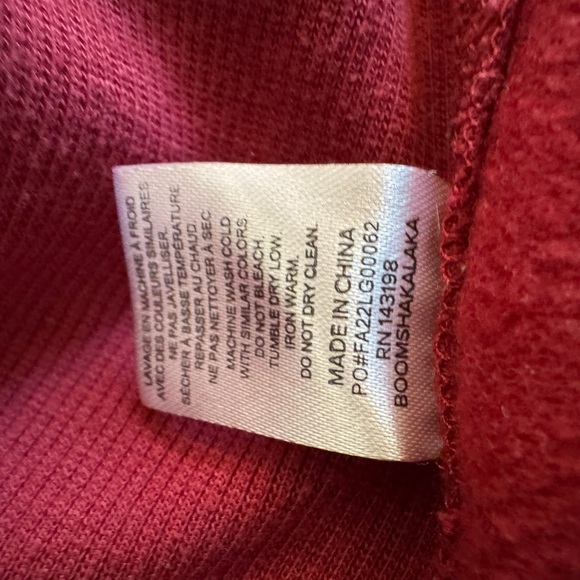 LAVAGE EN MACHINE À FROID
AVEC DES COULEURS SIMILAIRES
NE PAS JAVELLISER.
SÉCHER À BASSE TEMPÉRATURE
REPASSER AU CHAUD.
NE PAS NETTOYER À SEC
MACHINE WASH COLD
WITH SIMILAR COLORS.
DO NOT BLEACH.
TUMBLE DRY LOW.
IRON WARM.
DO NOT DRY CLEAN.
MADE IN CHINA
PO#FA22LG00062
RN 143198
BOOMSHAKALAKA